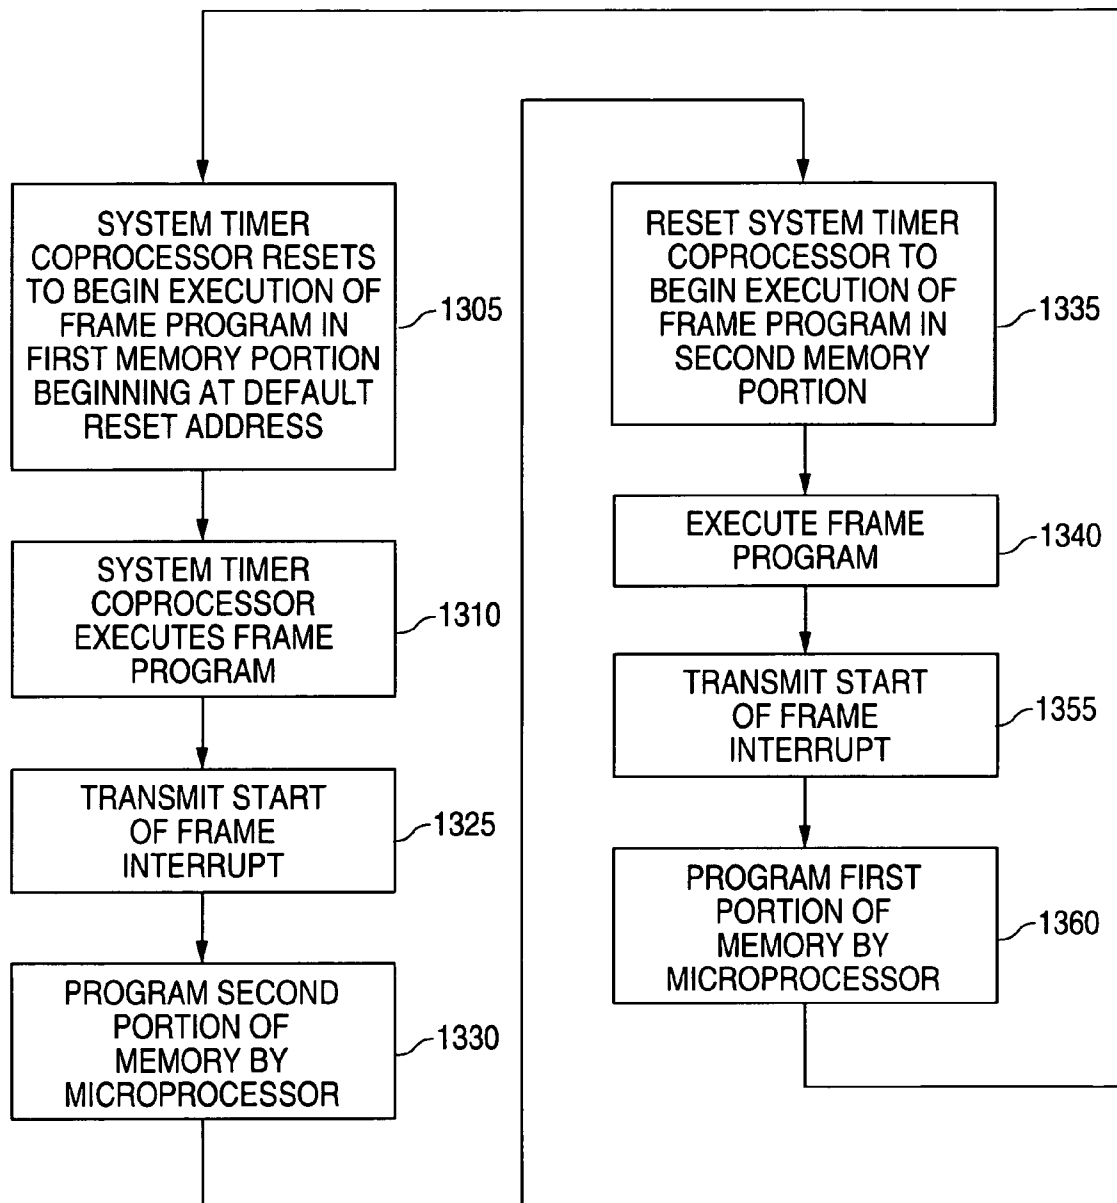 SYSTEM TIMER
COPROCESSOR RESETS
TO BEGIN EXECUTION OF
FRAME PROGRAM IN
FIRST MEMORY PORTION
BEGINNING AT DEFAULT
RESET ADDRESS
1305
SYSTEM TIMER
COPROCESSOR
EXECUTES FRAME
PROGRAM
1310
TRANSMIT START
OF FRAME
INTERRUPT
1325
PROGRAM SECOND
PORTION OF
MEMORY BY
MICROPROCESSOR
1330
RESET SYSTEM TIMER
COPROCESSOR TO
BEGIN EXECUTION OF
FRAME PROGRAM IN
SECOND MEMORY
PORTION
1335
EXECUTE FRAME
PROGRAM
1340
TRANSMIT START
OF FRAME
INTERRUPT
1355
PROGRAM FIRST
PORTION OF
MEMORY BY
MICROPROCESSOR
1360